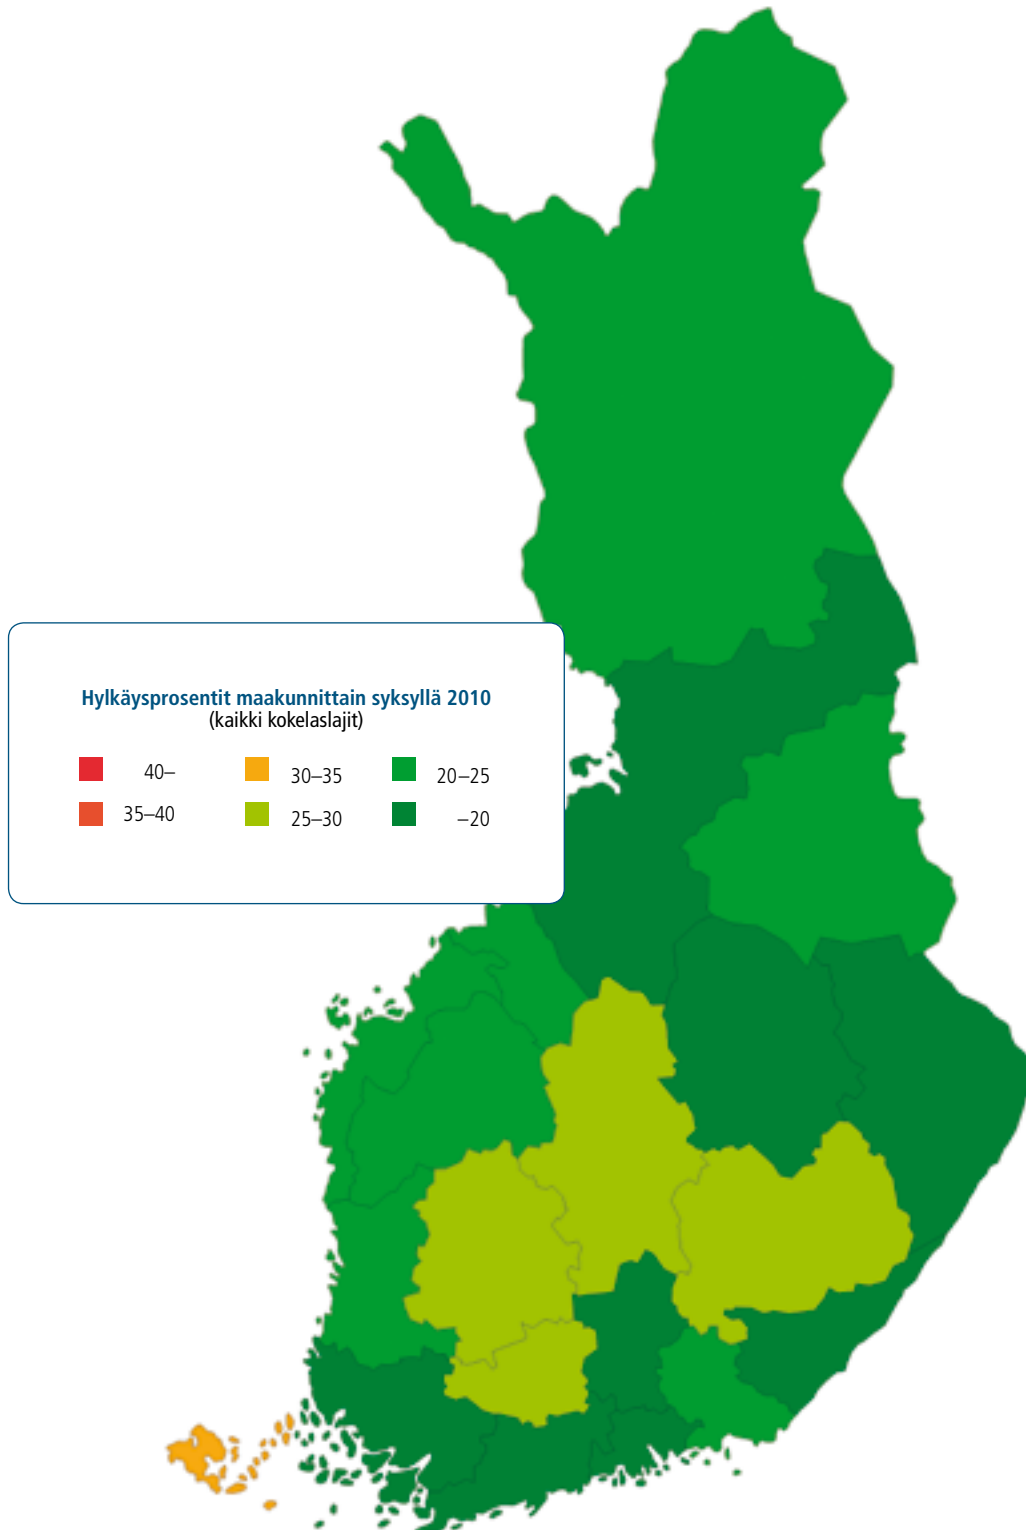 Hylkäysprosentit maakunnittain syksyllä 2010
(kaikki kokelaslajit)
40– 30–35 20–25
35–40 25–30 –20